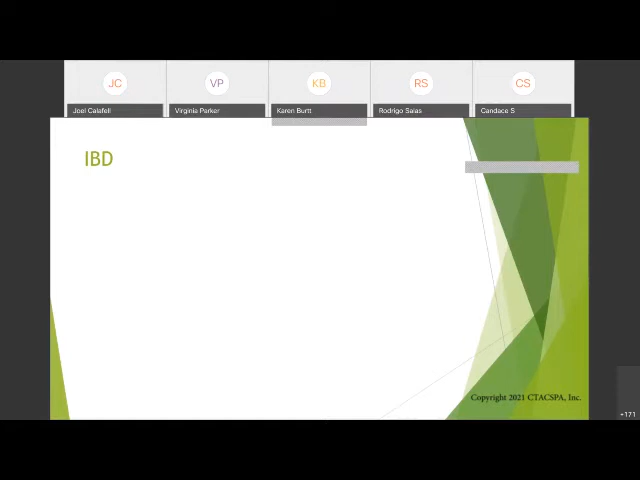 JC
VP
KB
RS
CS
Joel Calafell
Virginia Parker
Karen Burtt
Rodrigo Salas
Candace S
IBD
Copyright 2021 CTACSPA, Inc.
+171